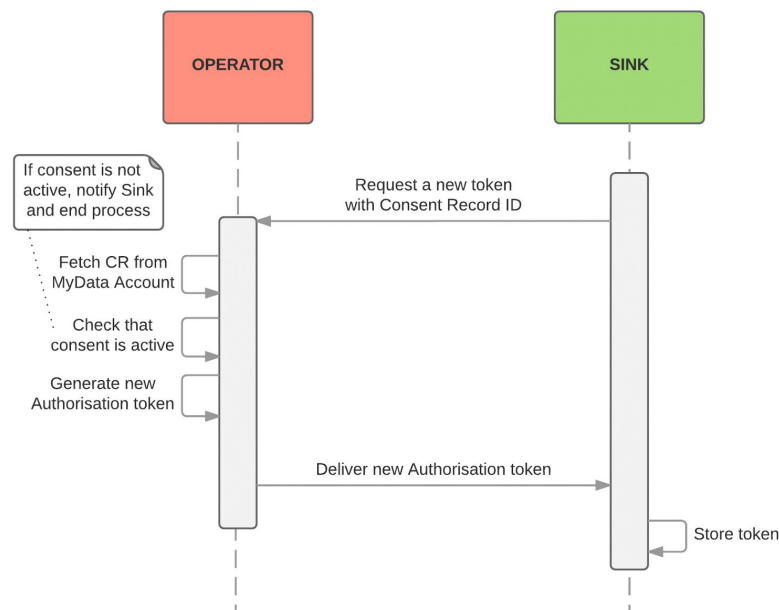 OPERATOR
SINK
If consent is not
active, notify Sink
and end process
Request a new token
with Consent Record ID
Fetch CR from
MyData Account
Check that
consent is active
Generate new
Authorisation token
Deliver new Authorisation token
Store token